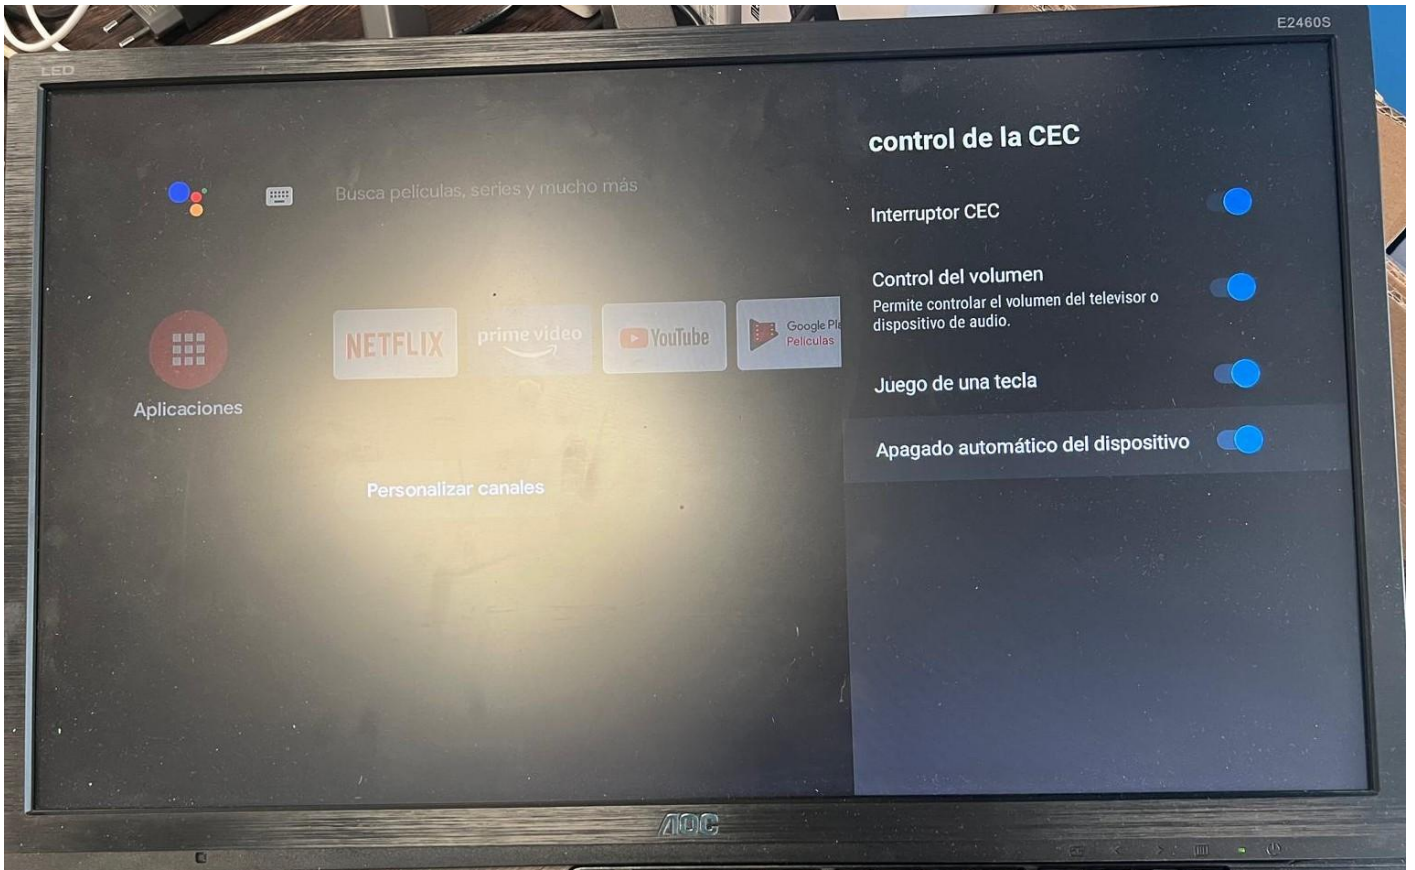 E2460S
LED
control de la CEC
Busca películas, series y mucho más
Interruptor CEC
Control del volumen
Permite controlar el volumen del televisor o
dispositivo de audio.
NETFLIX
prime video
YouTube
Google Pla
Películas
Juego de una tecla
Aplicaciones
Apagado automático del dispositivo
Personalizar canales
AOC